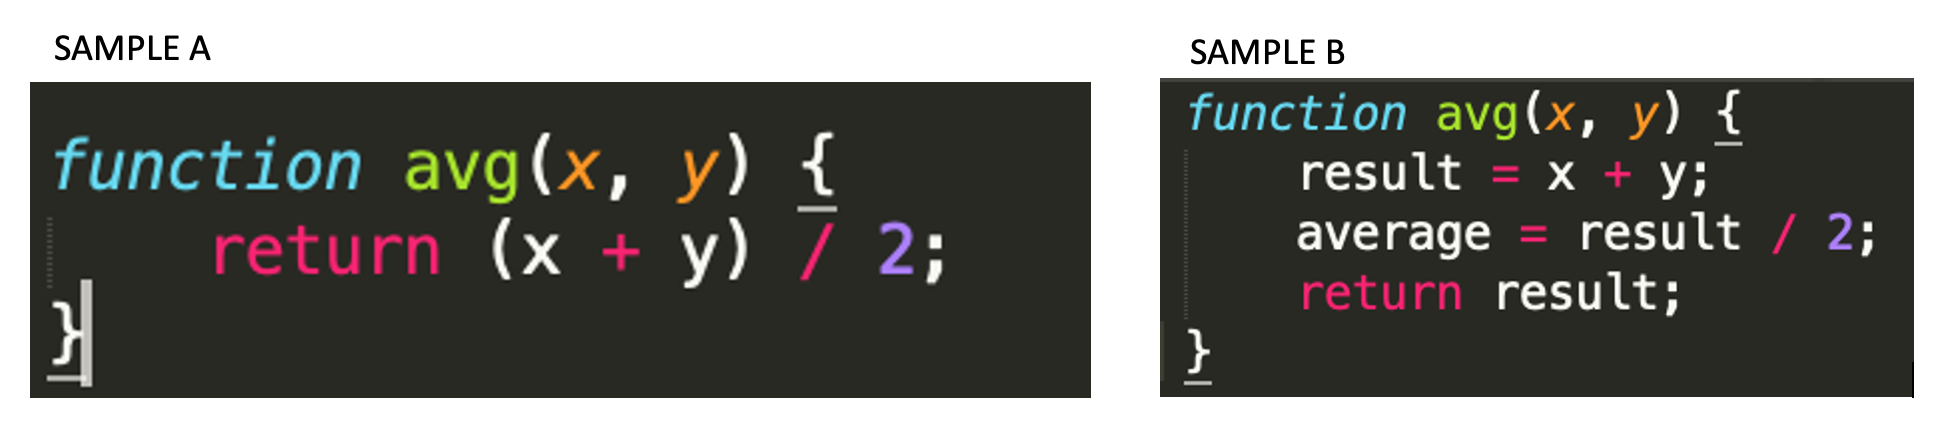 SAMPLE A
function avg(x, y) {
    return (x + y) / 2;
}
SAMPLE B
function avg(x, y) {
    result = x + y;
    average = result / 2;
    return result;
}